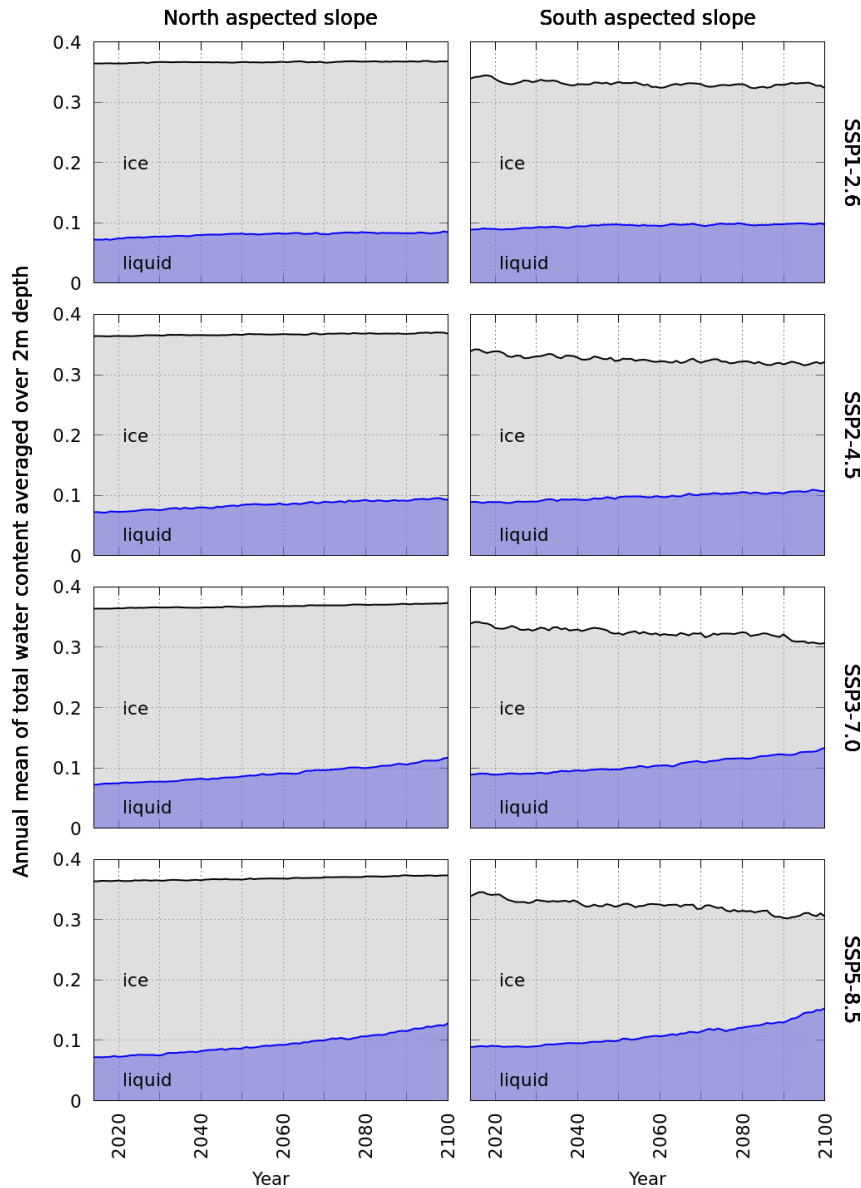 North aspected slope
South aspected slope
Annual mean of total water content averaged over 2m depth
0.4
0.3
0.2
0.1
0
ice
liquid
ice
liquid
SSP1-2.6
0.4
0.3
0.2
0.1
0
ice
liquid
ice
liquid
SSP2-4.5
0.4
0.3
0.2
0.1
0
ice
liquid
ice
liquid
SSP3-7.0
0.4
0.3
0.2
0.1
0
ice
liquid
ice
liquid
SSP5-8.5
2020 2040 2060 2080 2100
2020 2040 2060 2080 2100
Year
Year